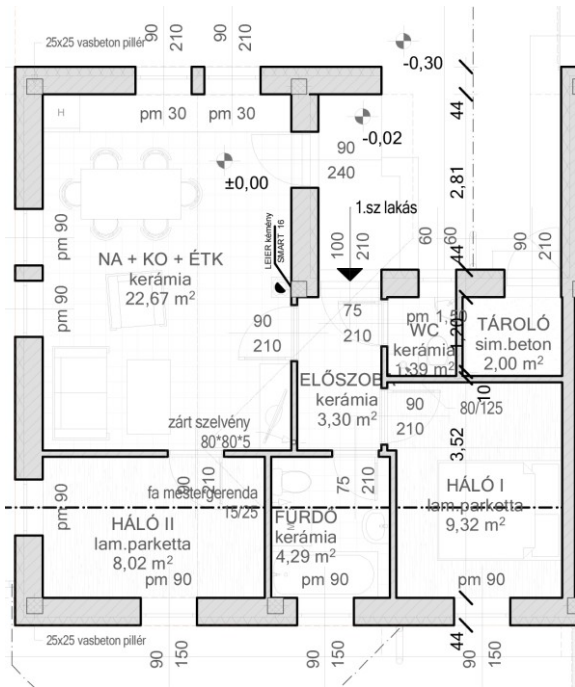 25x25 vasbeton pillér
90
210
90
210
-0,30
H
pm 30
pm 30
-0,02
44
±0,00
90
240
2,81
1.sz lakás
pm 90
LEIER kémény
SMART 16
NA + KO + ÉTK
kerámia
22,67 m²
100
210
60
60
44
90
210
pm 90
90
210
75
210
pm 1,50
WC
kerámia
1,39 m²
1,20
TÁROLÓ
sim.beton
2,00 m²
ELŐSZOB
kerámia
3,30 m²
10
90
210
80/125
zárt szelvény
80*80*5
3,52
pm 90
fa mestergerenda
15/25
90
210
75
210
HÁLÓ II
lam.parketta
8,02 m²
pm 90
FÜRDŐ
kerámia
4,29 m²
pm 90
HÁLÓ I
lam.parketta
9,32 m²
pm 90
25x25 vasbeton pillér
90
150
90
150
44
90
150